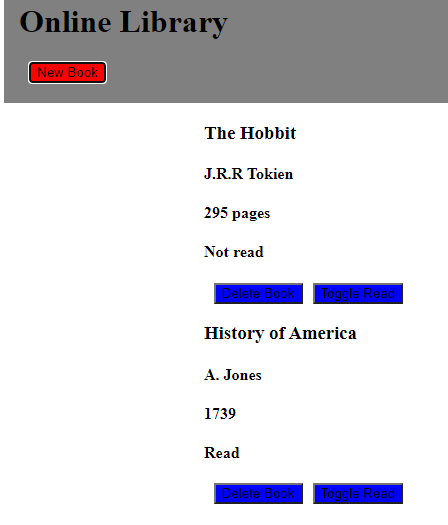 Online Library
New Book
The Hobbit
J.R.R Tokien
295 pages
Not read
Delete Book Toggle Read
History of America
A. Jones
1739
Read
Delete Book Toggle Read